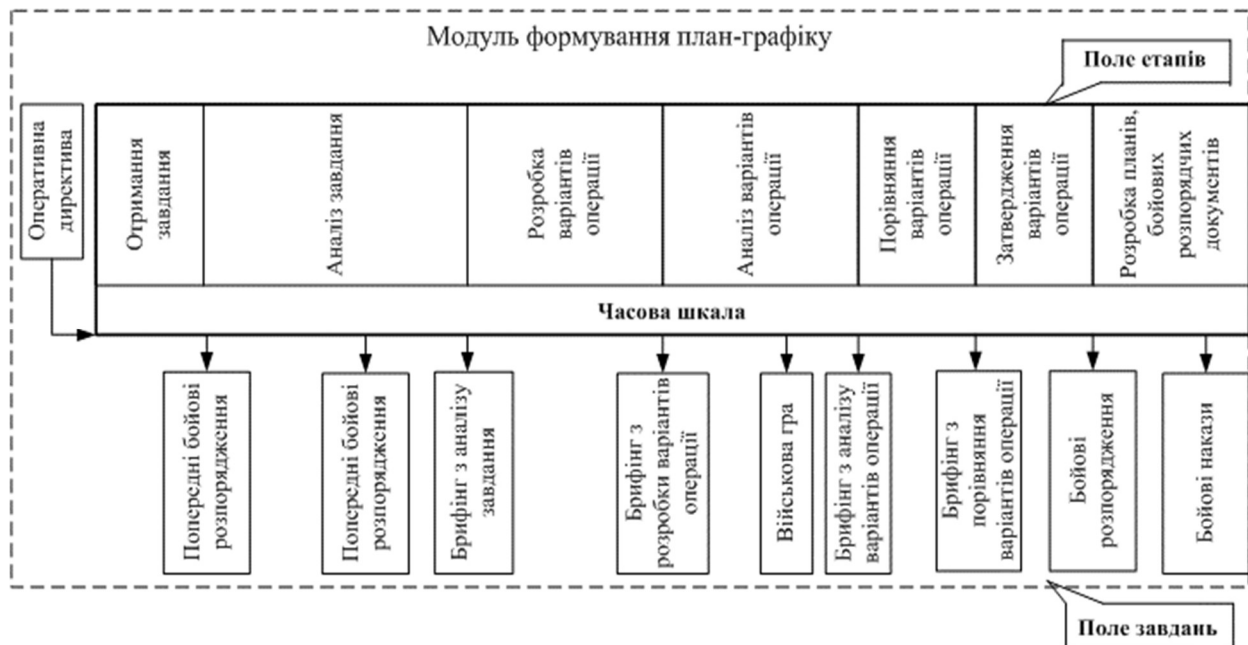 Модуль формування план-графіку
Поле етапів
Оперативна
директива
Отримання
завдання
Аналіз завдання
Розробка
варіантів
операції
Аналіз варіантів
операції
Порівняння
варіантів
операції
Затвердження
варіантів
операції
Розробка планів,
бойових
розпорядчих
документів
Часова шкала
Попередні бойові
розпорядження
Попередні бойові
розпорядження
Брифінг з аналізу
завдання
Брифінг з
розробки варіантів
операції
Військова гра
Брифінг з аналізу
варіантів операції
Брифінг з
порівняння
варіантів операції
Бойові
розпорядження
Бойові накази
Поле завдань